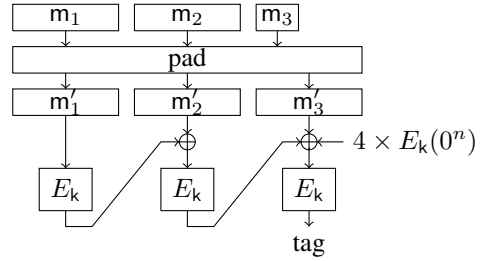 m₁ m₂ m₃
pad
m′₁ m′₂ m′₃
4 × Eₖ(0ⁿ)
Eₖ Eₖ Eₖ
tag